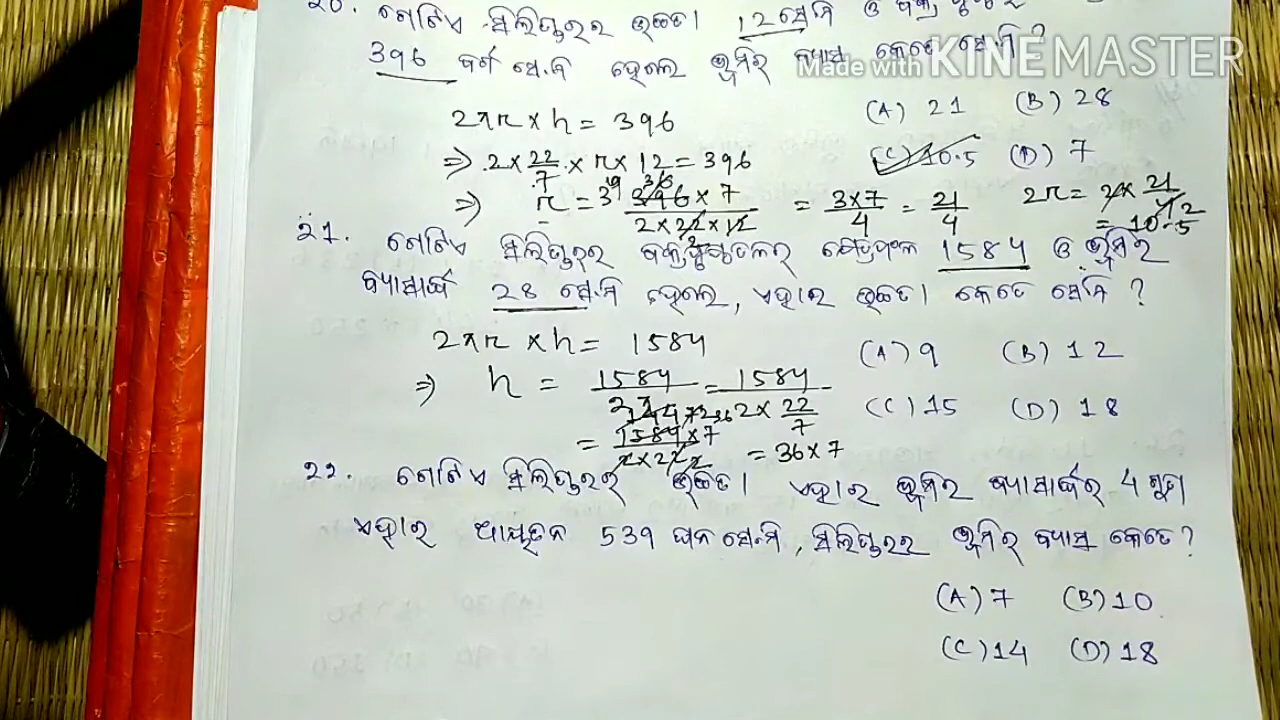 20. ଗୋଟିଏ ସିଲିଣ୍ଡରର ଉଚ୍ଚତା 12 ସେମି ଓ
396 ବର୍ଗ ସେ.ମି ହେଲେ ଭୂମିର ବ୍ୟାସ କେତେ ସେ.ମି ?
Made with KINEMASTER
2πr × h = 396
(A) 21 (B) 28
⇒ 2 × 22/7 × r × 12 = 396
(C) 10.5 (D) 7
⇒ r = 396 × 7 / 2 × 22 × 12 = 3×7/4 = 21/4 2r = 2 × 21/4 = 10.5
21. ଗୋଟିଏ ସିଲିଣ୍ଡରର ବକ୍ରପୃଷ୍ଠତଳର କ୍ଷେତ୍ରଫଳ 1584 ଓ ଭୂମିର
ବ୍ୟାସାର୍ଦ୍ଧ 28 ସେ.ମି ହେଲେ, ଏହାର ଉଚ୍ଚତା କେତେ ସେମି ?
2πr × h = 1584
(A) 9 (B) 12
⇒ h = 1584/ = 1584 / 2 × 22/7
(C) 15 (D) 18
= 1584 × 7 / 2 × 22 = 36 × 7
22. ଗୋଟିଏ ସିଲିଣ୍ଡରର ଉଚ୍ଚତା ଏହାର ଭୂମିର ବ୍ୟାସାର୍ଦ୍ଧର 4 ଗୁଣ।
ଏହାର ଆୟତନ 539 ଘନ ସେ.ମି, ସିଲିଣ୍ଡରର ଭୂମିର ବ୍ୟାସ କେତେ ?
(A) 7 (B) 10
(C) 14 (D) 18